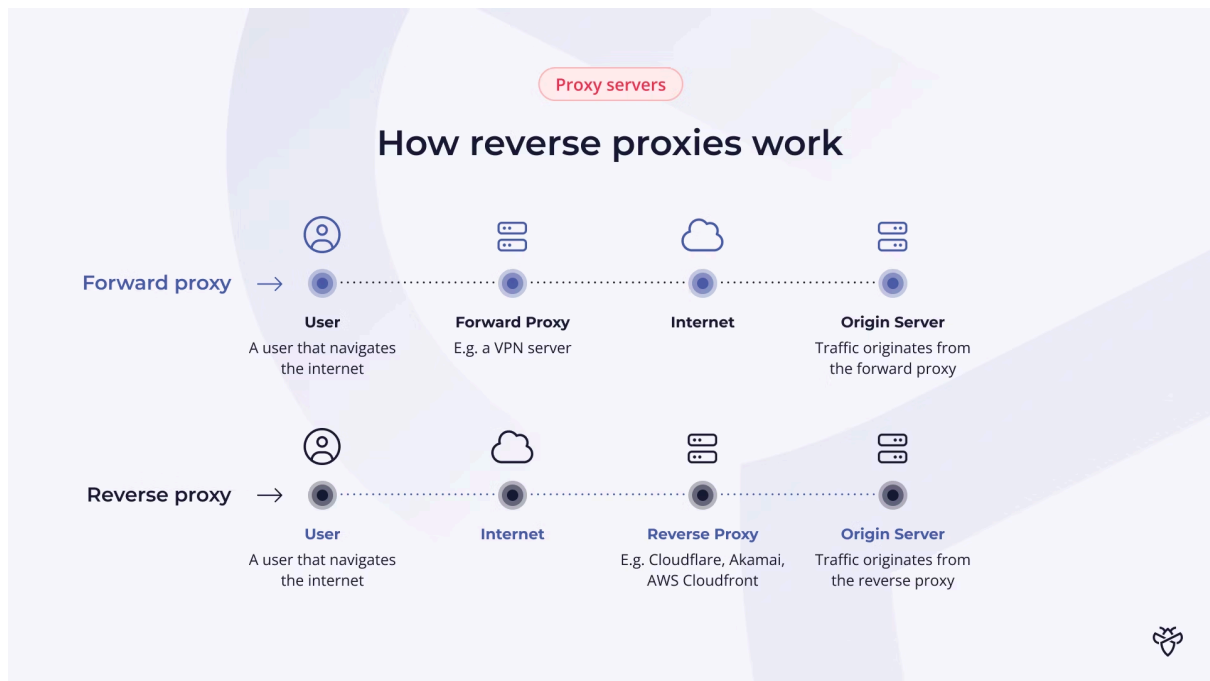 Proxy servers
How reverse proxies work
Forward proxy
User
A user that navigates
the internet
Forward Proxy
E.g. a VPN server
Internet
Origin Server
Traffic originates from
the forward proxy
Reverse proxy
User
A user that navigates
the internet
Internet
Reverse Proxy
E.g. Cloudflare, Akamai,
AWS Cloudfront
Origin Server
Traffic originates from
the reverse proxy